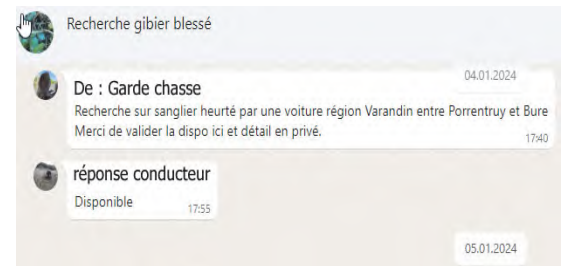 Recherche gibier blessé
04.01.2024
De : Garde chasse
Recherche sur sanglier heurté par une voiture région Varandin entre Porrentruy et Bure
Merci de valider la dispo ici et détail en privé.
17:40
réponse conducteur
Disponible
17:55
05.01.2024